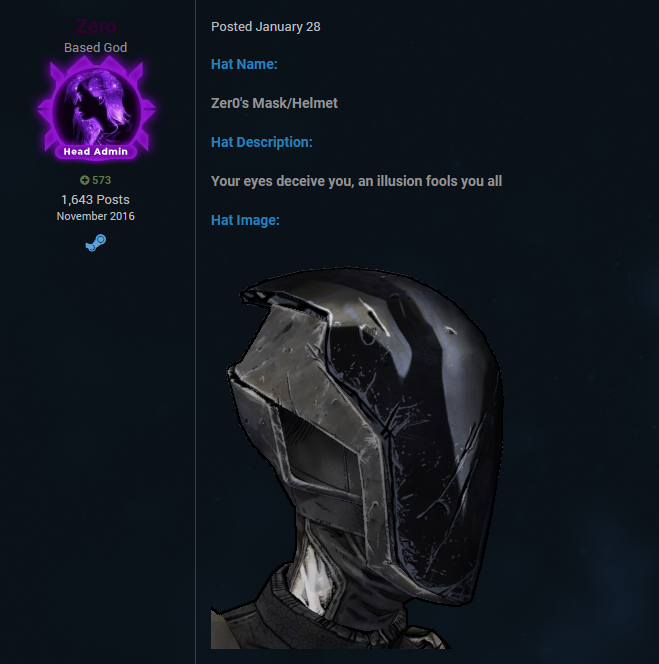 Zero
Based God
Head Admin
573
1,643 Posts
November 2016
Posted January 28
Hat Name:
Zer0's Mask/Helmet
Hat Description:
Your eyes deceive you, an illusion fools you all
Hat Image: